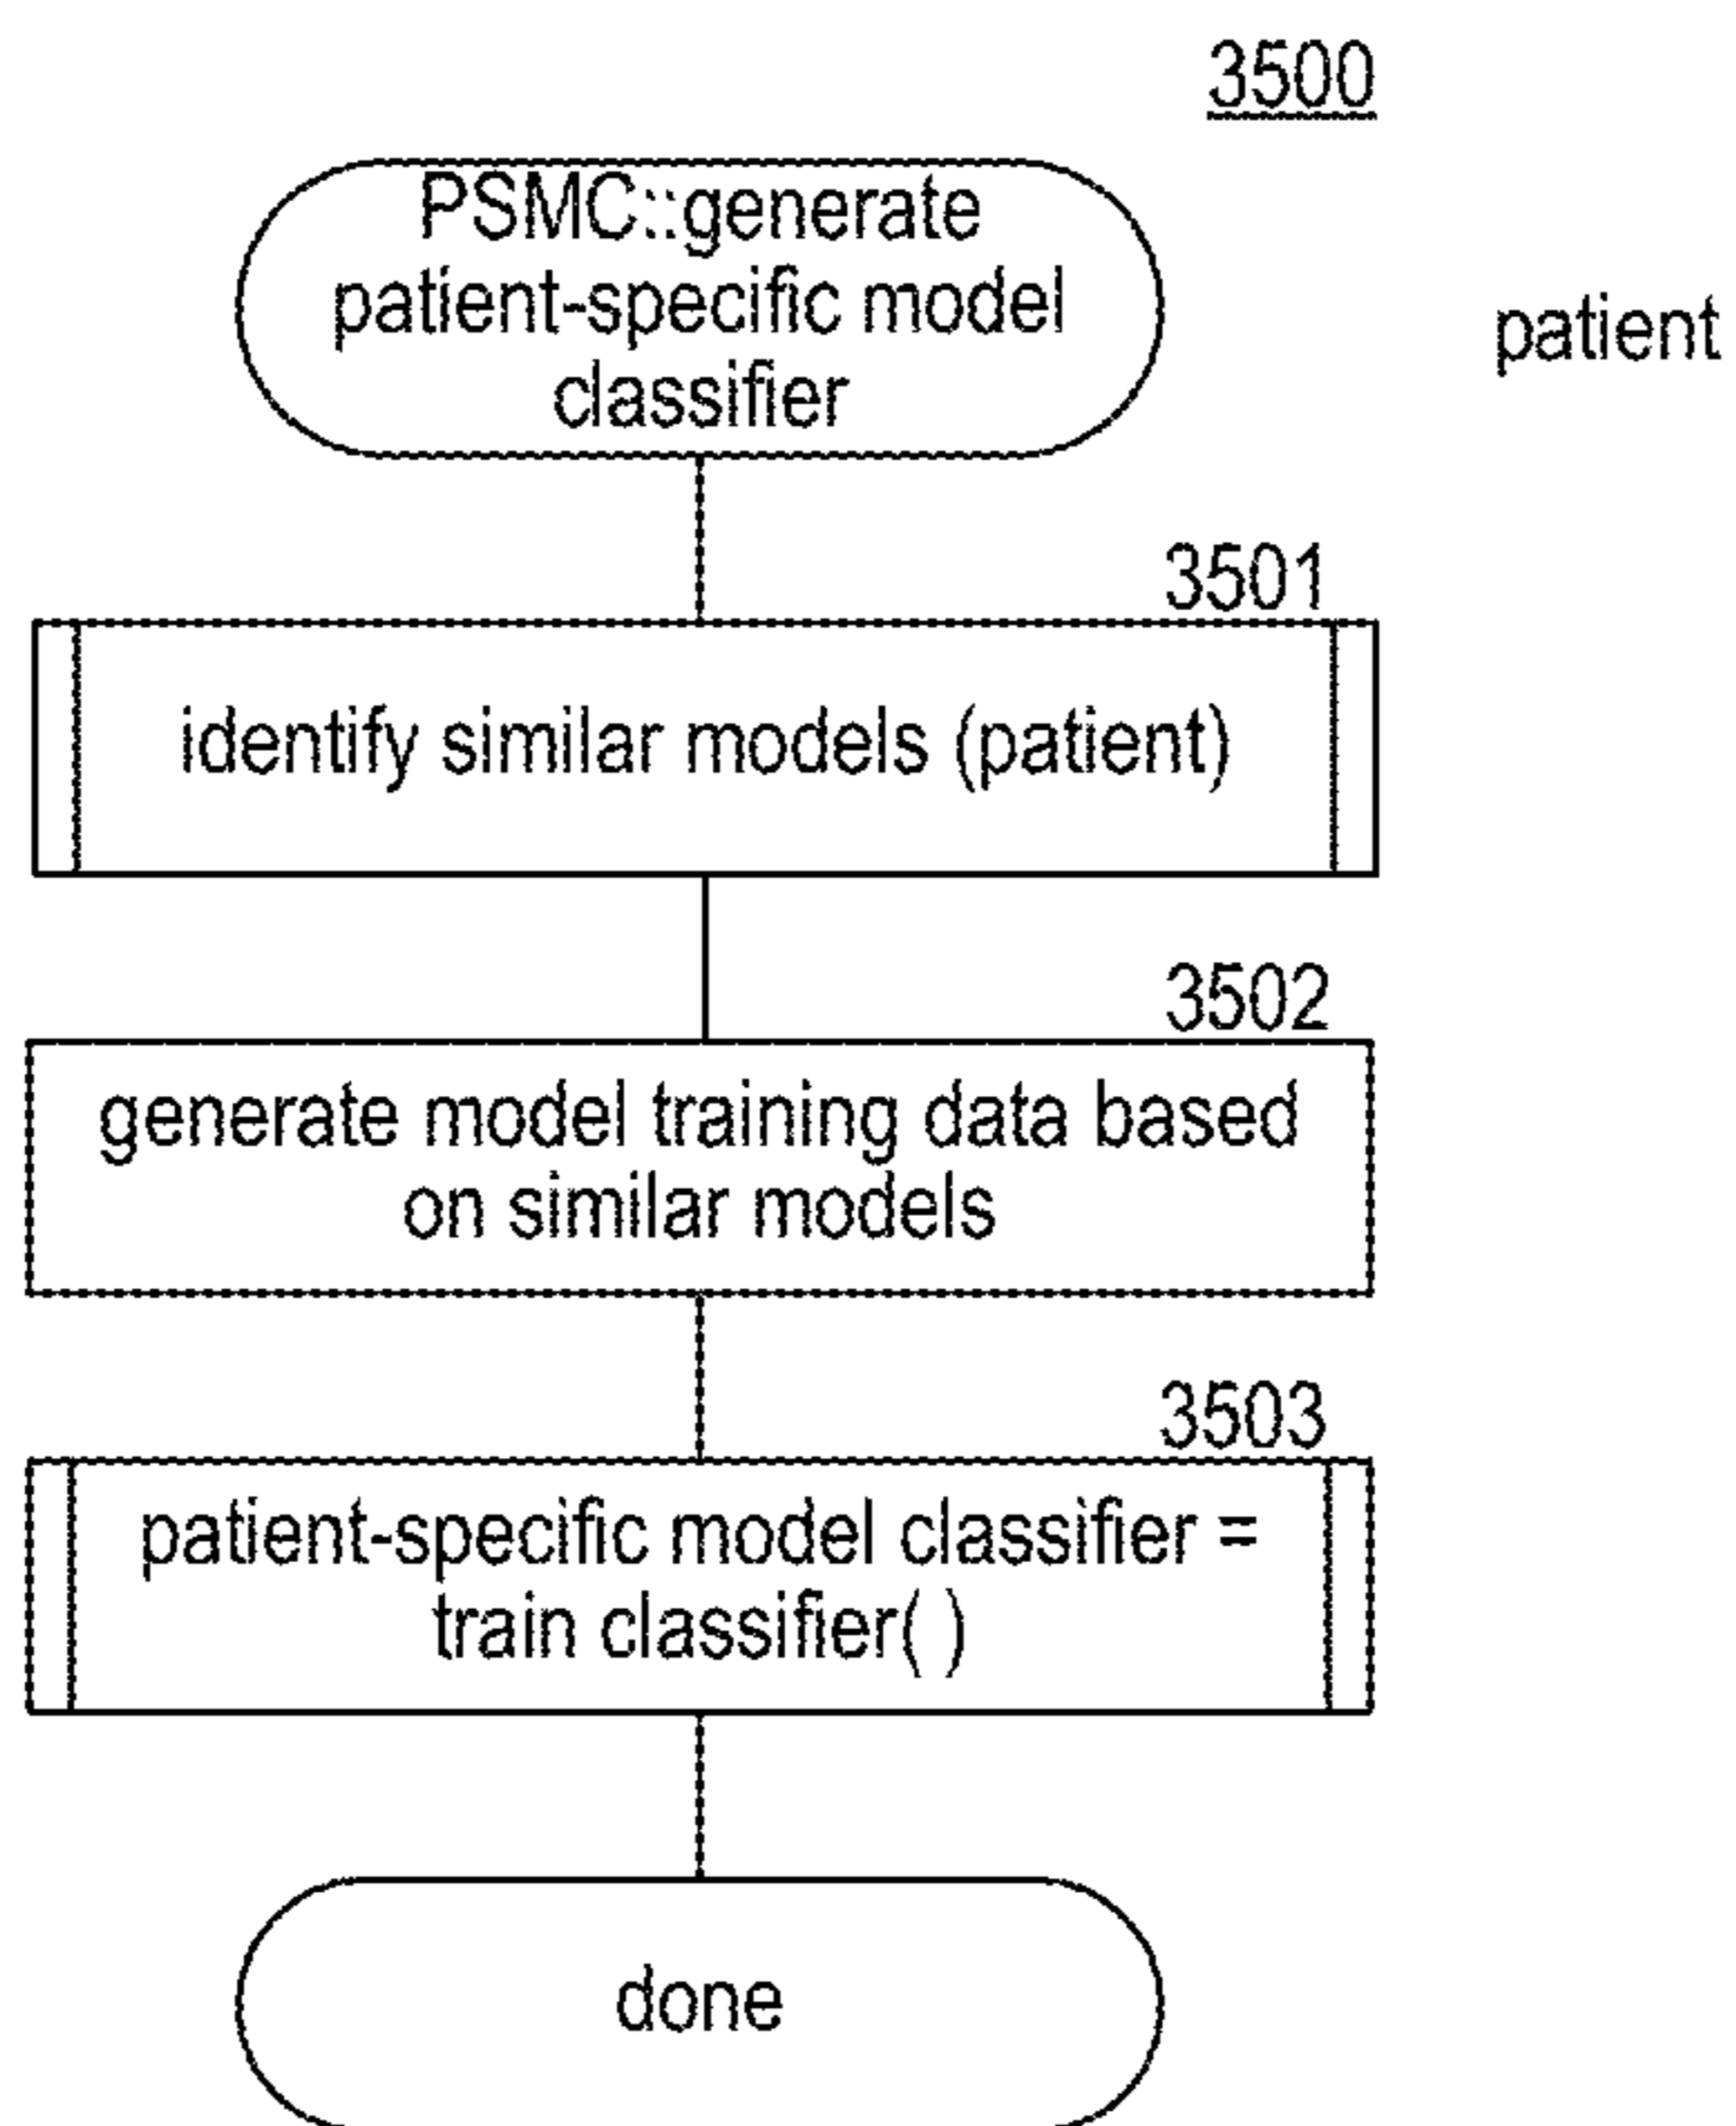 3500
PSMC::generate
patient-specific model
classifier
patient
3501
identify similar models (patient)
3502
generate model training data based
on similar models
3503
patient-specific model classifier =
train classifier( )
done